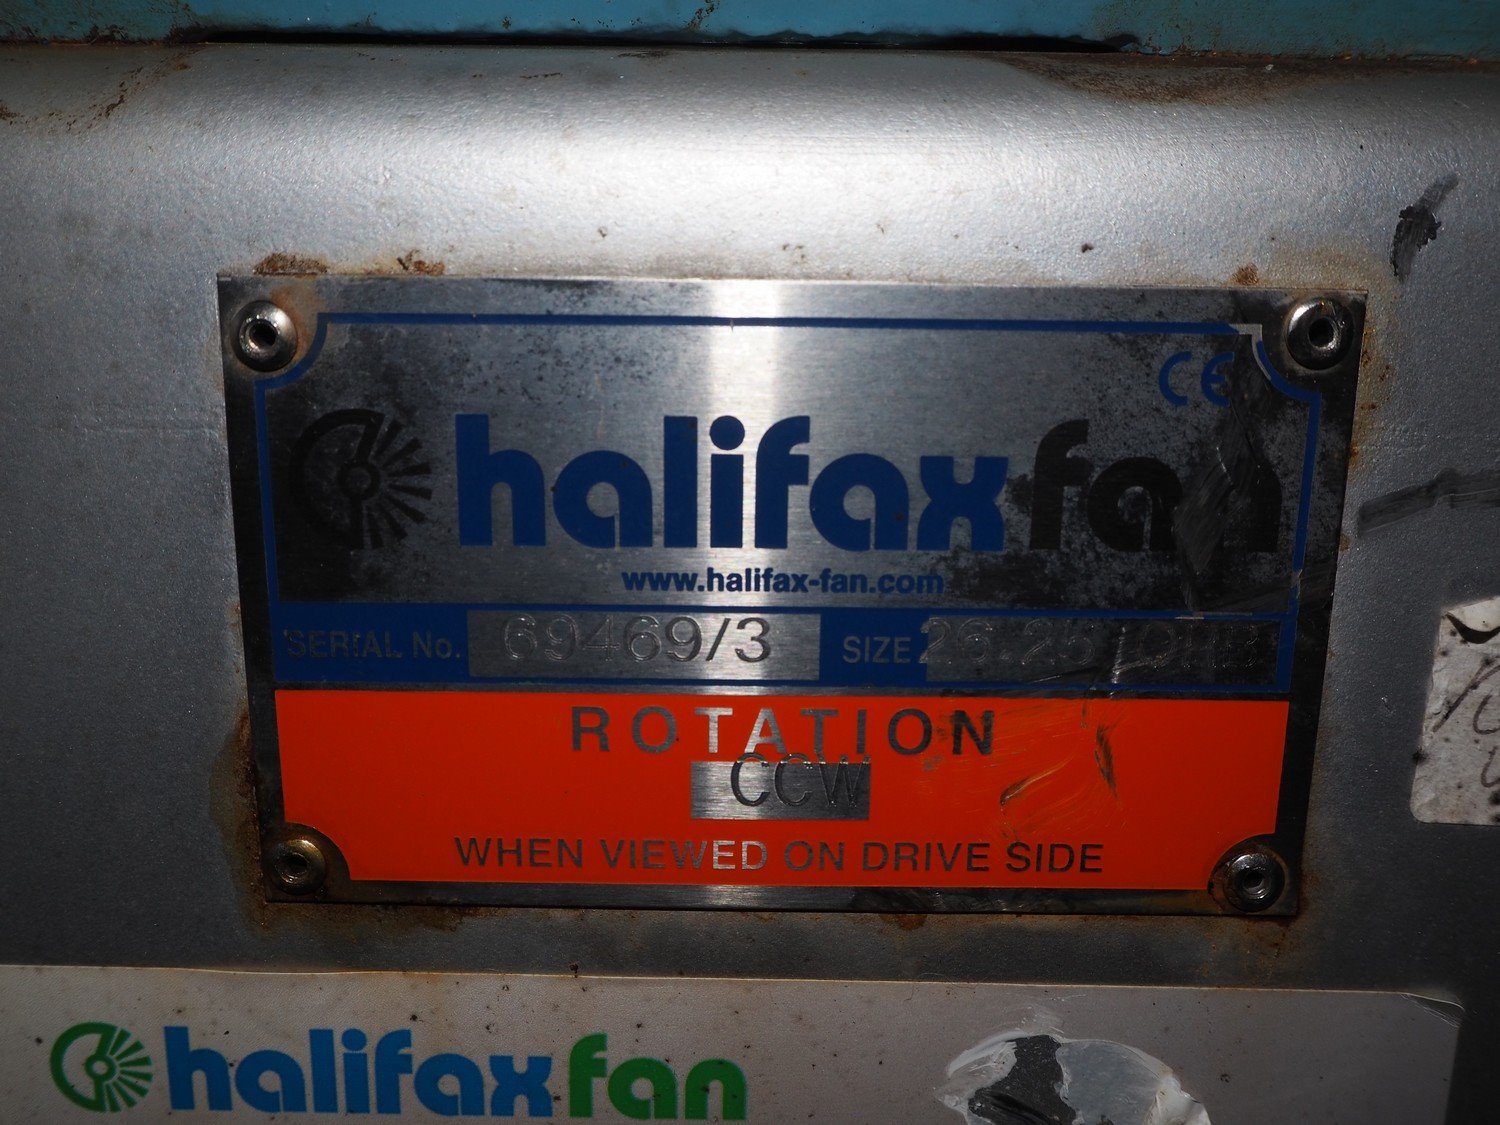 CE
halifaxfan
www.halifax-fan.com
SERIAL No. 69469/3 SIZE
ROTATION
CCW
WHEN VIEWED ON DRIVE SIDE
halifaxfan